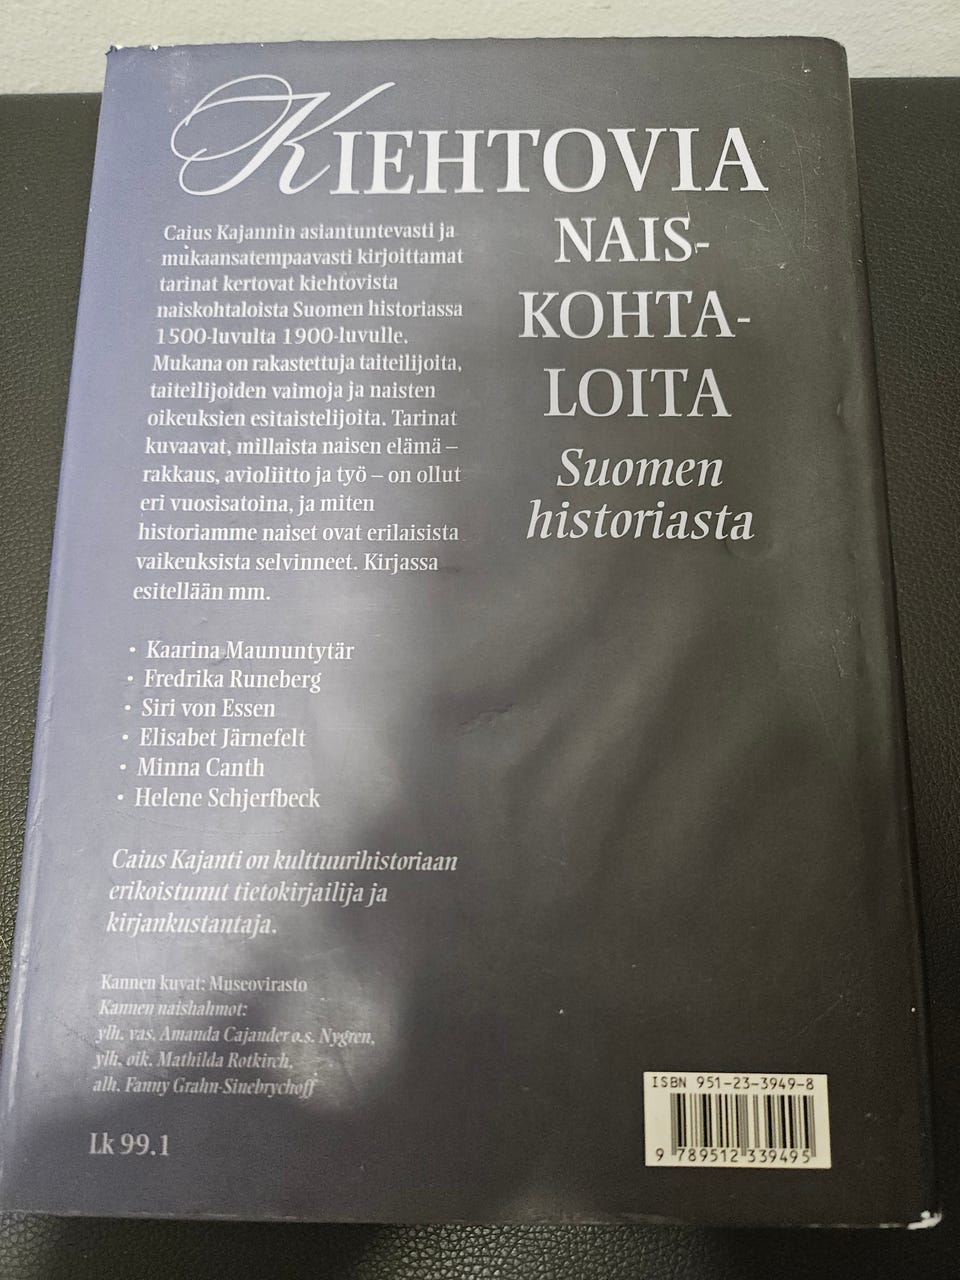 KIEHTOVIA
NAIS-
KOHTA-
LOITA
Suomen
historiasta
Caius Kajannin asiantuntevasti ja
mukaansatempaavasti kirjoittamat
tarinat kertovat kiehtovista
naiskohtaloista Suomen historiassa
1500-luvulta 1900-luvulle.
Mukana on rakastettuja taiteilijoita,
taiteilijoiden vaimoja ja naisten
oikeuksien esitaistelijoita. Tarinat
kuvaavat, millaista naisen elämä –
rakkaus, avioliitto ja työ – on ollut
eri vuosisatoina, ja miten
historiamme naiset ovat erilaisista
vaikeuksista selvinneet. Kirjassa
esitellään mm.
• Kaarina Maununtytär
• Fredrika Runeberg
• Siri von Essen
• Elisabet Järnefelt
• Minna Canth
• Helene Schjerfbeck
Caius Kajanti on kulttuurihistoriaan
erikoistunut tietokirjailija ja
kirjankustantaja.
Kannen kuvat: Museovirasto
Kannen naishahmot:
ylh. vas. Amanda Cajander o.s. Nygren,
ylh. oik. Mathilda Rotkirch,
alh. Fanny Grahn-Sinebrychoff
Lk 99.1
ISBN 951-23-3949-8
9 789512 339495